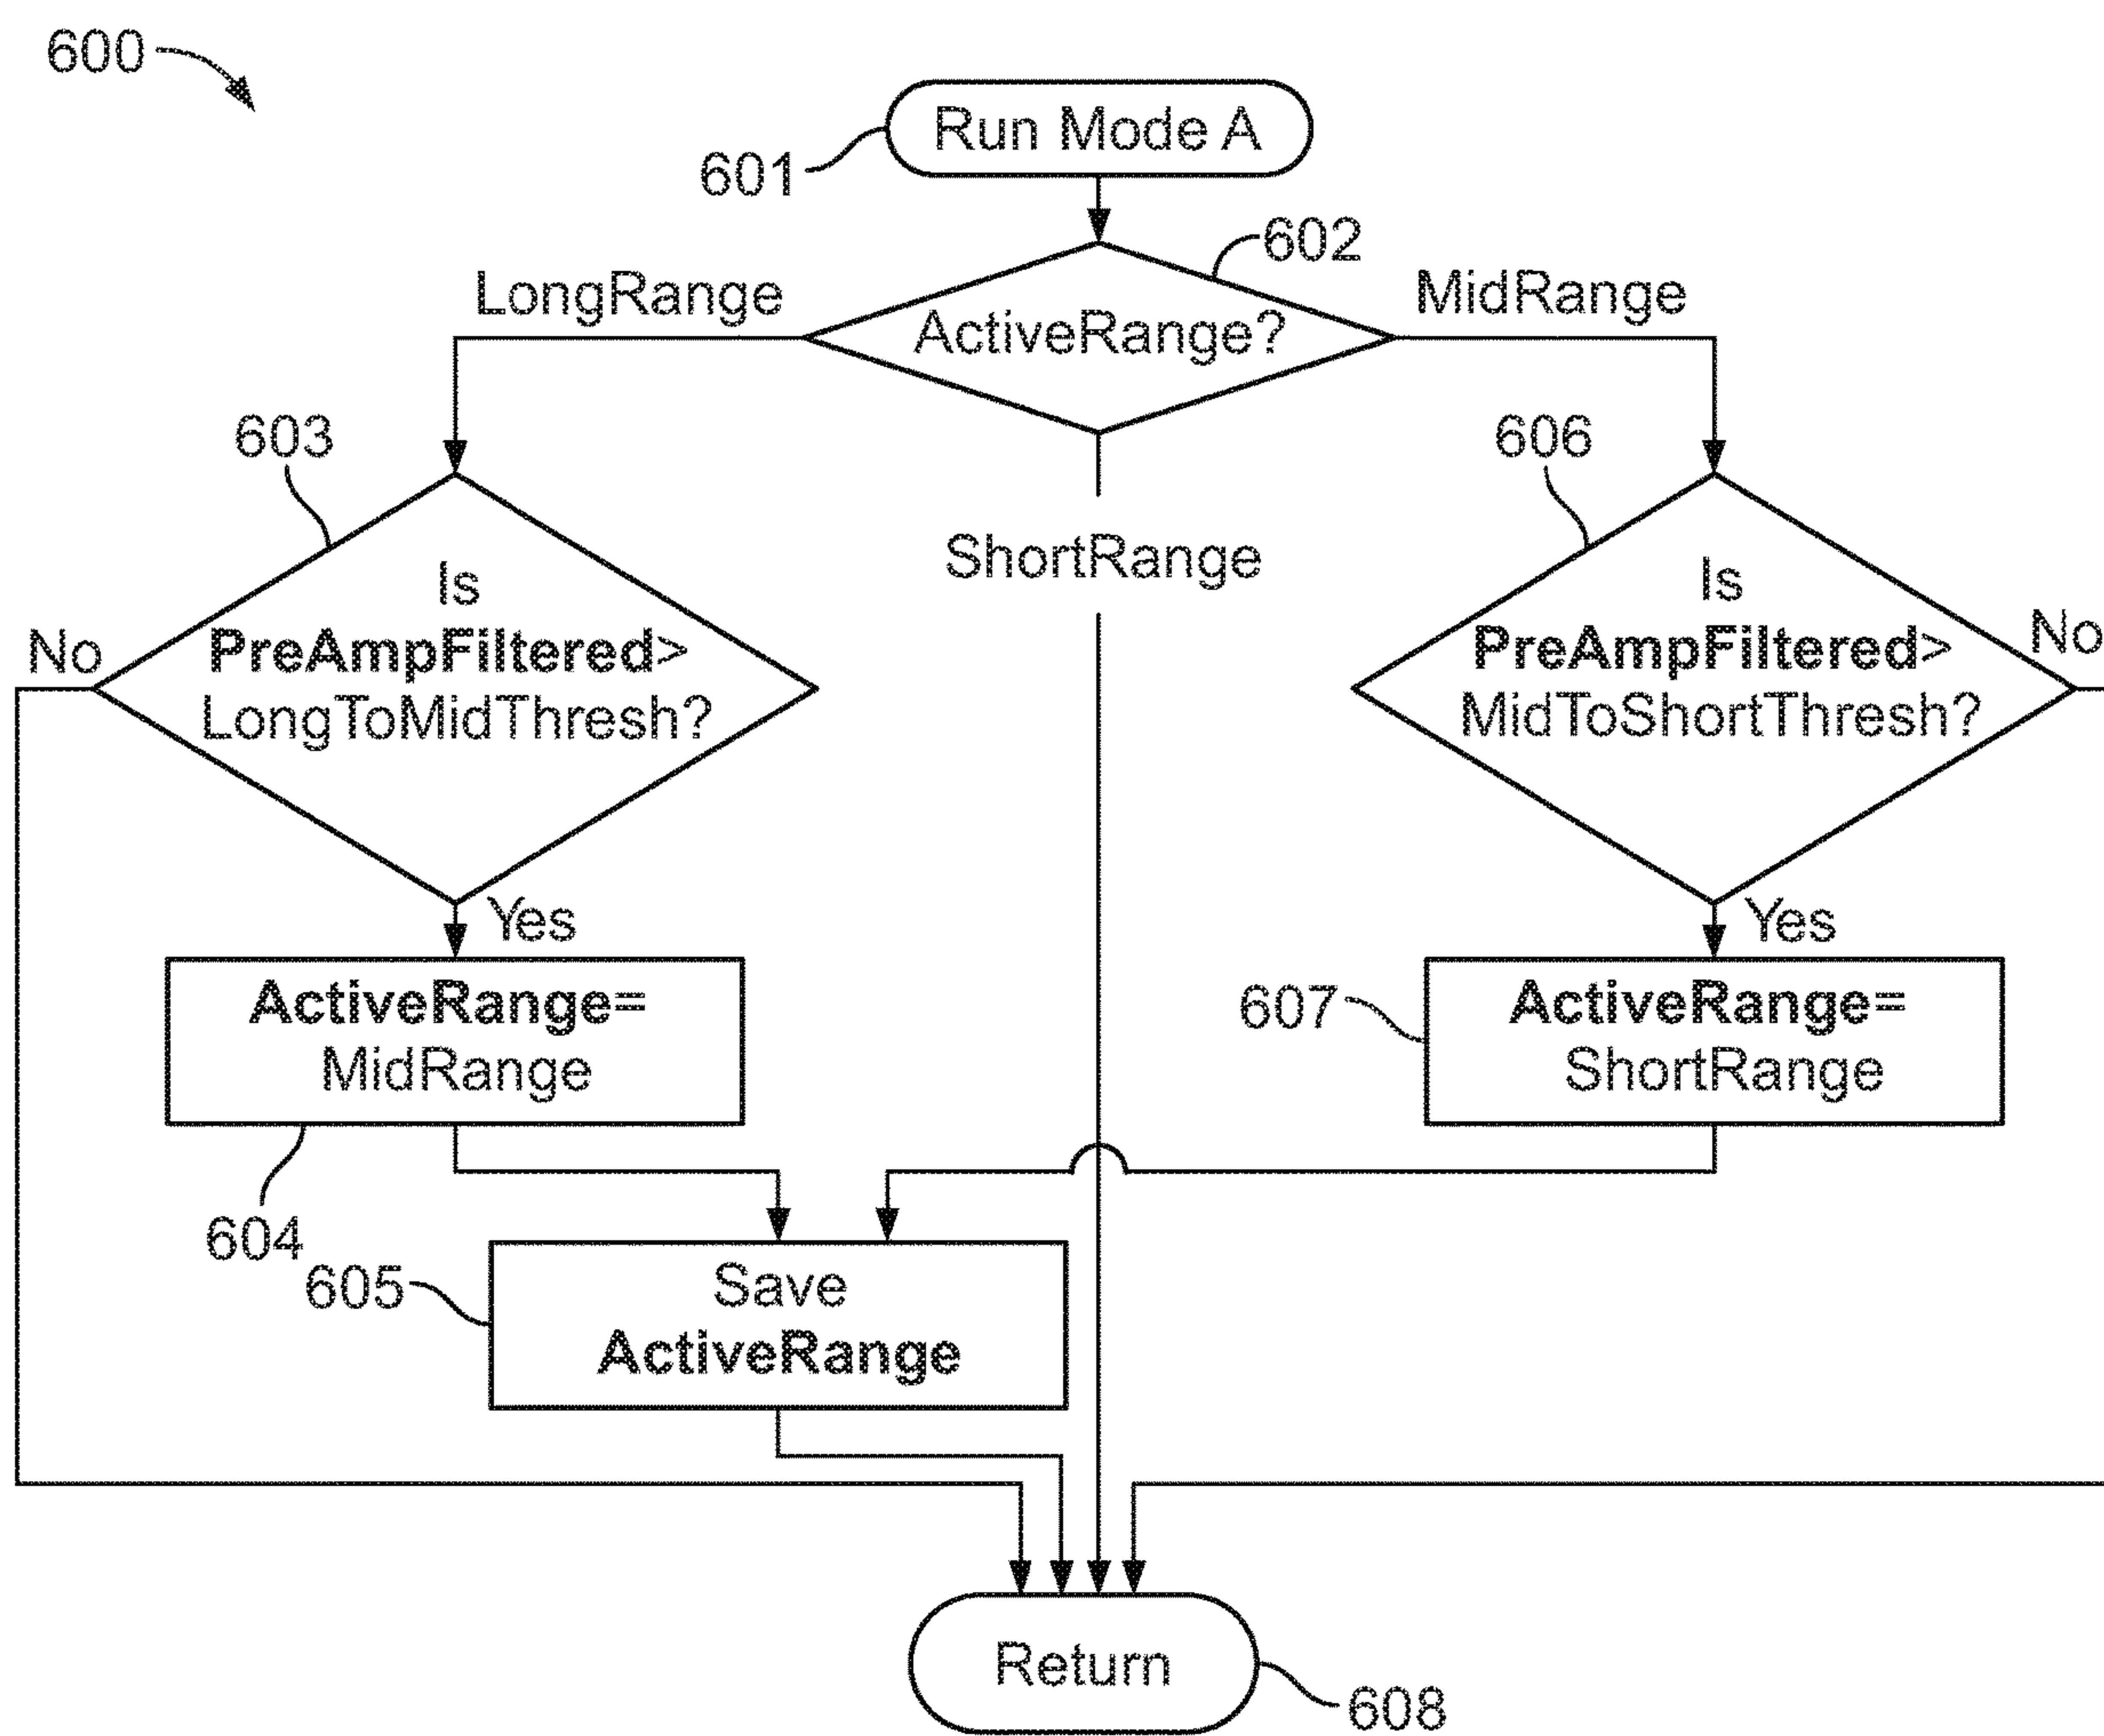 600
Run Mode A
601
602
LongRange
ActiveRange?
MidRange
603
606
ShortRange
Is
PreAmpFiltered>
LongToMidThresh?
No
Is
PreAmpFiltered>
MidToShortThresh?
No
Yes
Yes
ActiveRange=
MidRange
604
607
ActiveRange=
ShortRange
605
Save
ActiveRange
Return
608